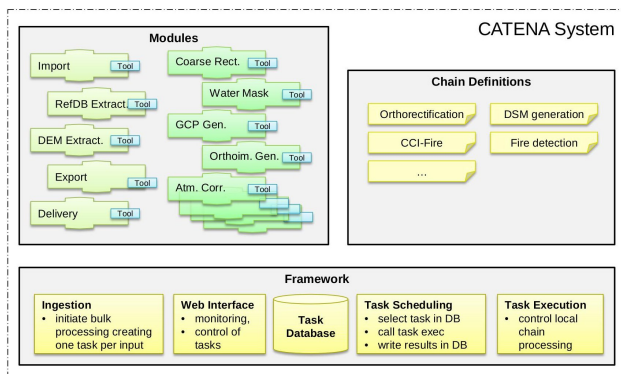 CATENA System
Modules
Import
Tool
RefDB Extract.
Tool
DEM Extract.
Tool
Export
Tool
Delivery
Tool
Coarse Rect.
Tool
Water Mask
Tool
GCP Gen.
Tool
Orthoim. Gen.
Tool
Atm. Corr.
Tool
Chain Definitions
Orthorectification
DSM generation
CCI-Fire
Fire detection
…
Framework
Ingestion
• initiate bulk
processing creating
one task per input
Web Interface
• monitoring,
• control of
tasks
Task
Database
Task Scheduling
• select task in DB
• call task exec
• write results in DB
Task Execution
• control local
chain
processing